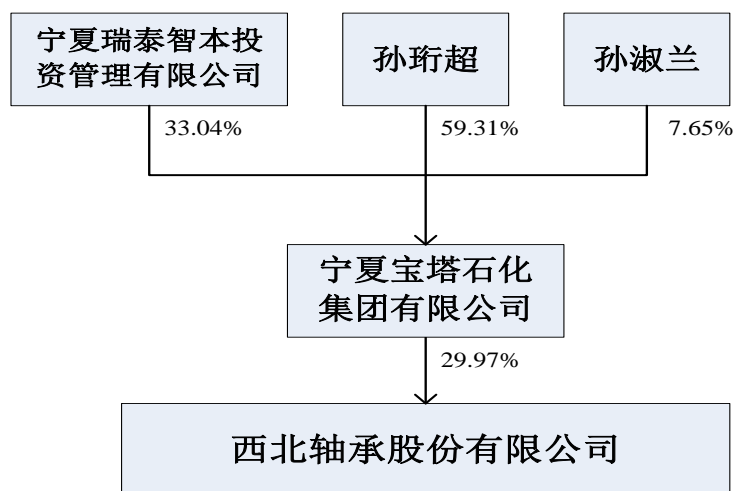 宁夏瑞泰智本投
资管理有限公司
孙珩超
孙淑兰
33.04%
59.31%
7.65%
宁夏宝塔石化
集团有限公司
29.97%
西北轴承股份有限公司